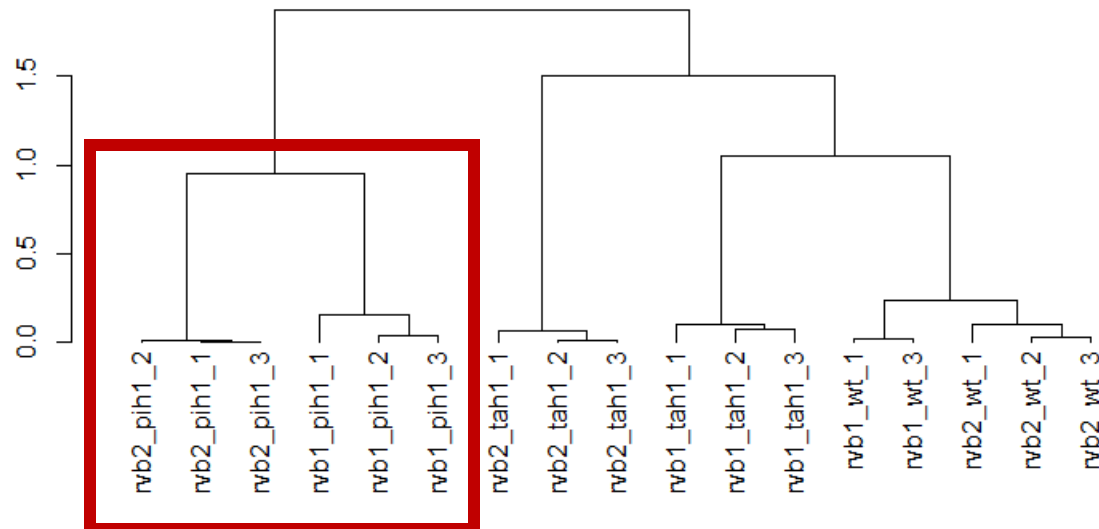 1.5
1.0
0.5
0.0
rvb2_pih1_2
rvb2_pih1_1
rvb2_pih1_3
rvb1_pih1_1
rvb1_pih1_2
rvb1_pih1_3
rvb2_tah1_1
rvb2_tah1_2
rvb2_tah1_3
rvb1_tah1_1
rvb1_tah1_2
rvb1_tah1_3
rvb1_wt_1
rvb1_wt_3
rvb2_wt_1
rvb2_wt_2
rvb2_wt_3